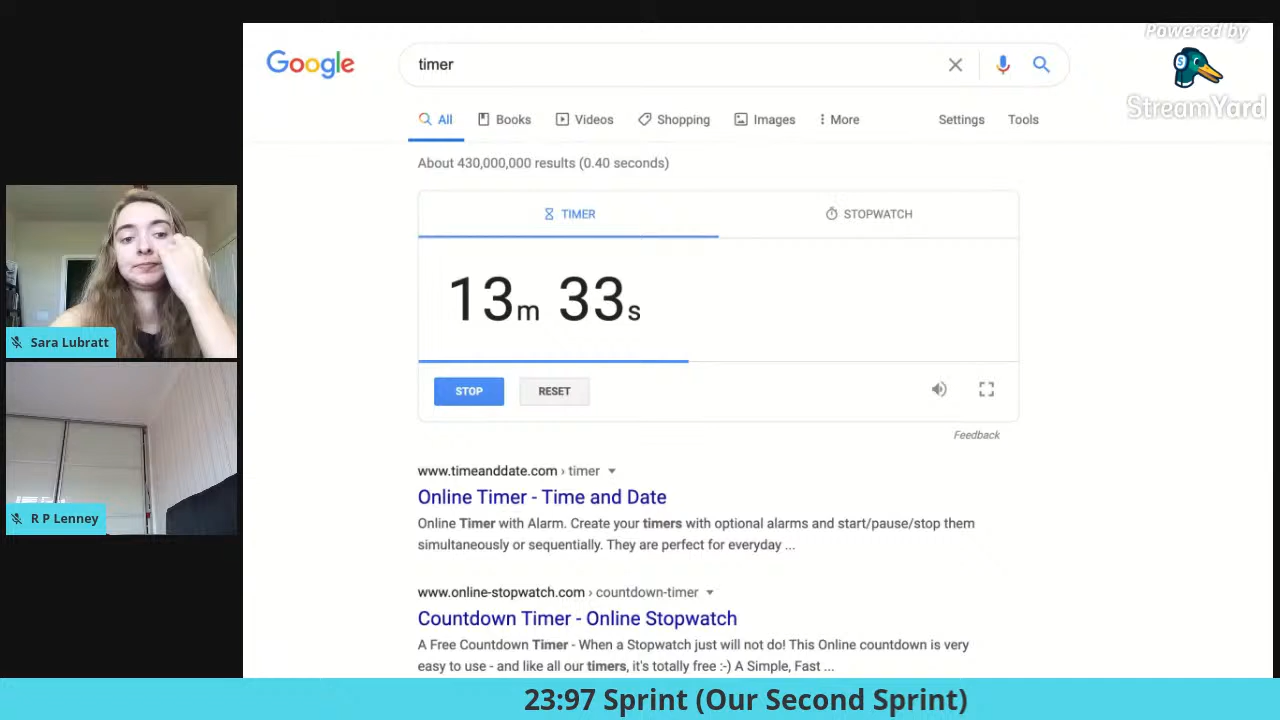 Powered by
StreamYard
Google
timer
All
Books
Videos
Shopping
Images
More
Settings
Tools
About 430,000,000 results (0.40 seconds)
TIMER
STOPWATCH
13m 33s
STOP
RESET
Feedback
www.timeanddate.com › timer
Online Timer - Time and Date
Online Timer with Alarm. Create your timers with optional alarms and start/pause/stop them
simultaneously or sequentially. They are perfect for everyday ...
www.online-stopwatch.com › countdown-timer
Countdown Timer - Online Stopwatch
A Free Countdown Timer - When a Stopwatch just will not do! This Online countdown is very
easy to use - and like all our timers, it's totally free :-) A Simple, Fast ...
Sara Lubratt
R P Lenney
23:97 Sprint (Our Second Sprint)